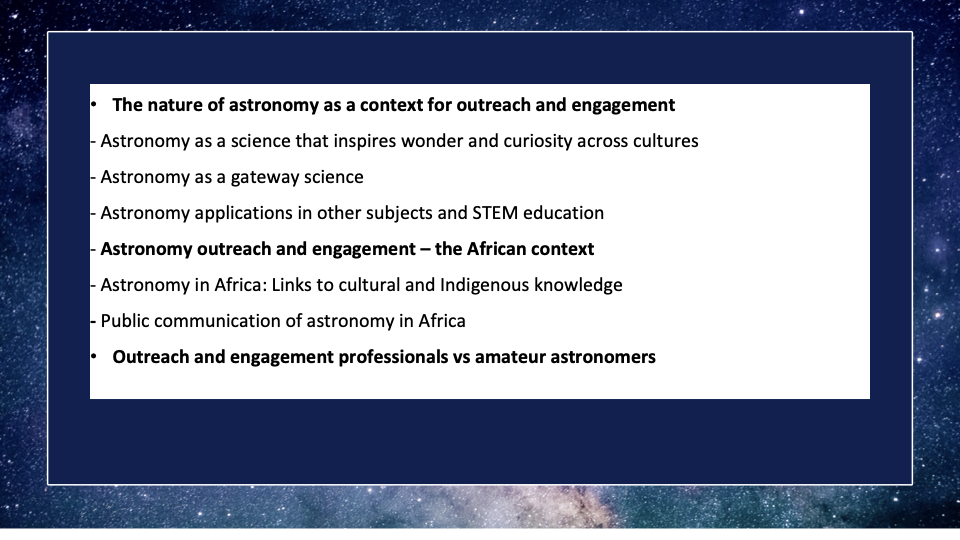 • The nature of astronomy as a context for outreach and engagement
- Astronomy as a science that inspires wonder and curiosity across cultures
- Astronomy as a gateway science
- Astronomy applications in other subjects and STEM education
- Astronomy outreach and engagement – the African context
- Astronomy in Africa: Links to cultural and Indigenous knowledge
- Public communication of astronomy in Africa
• Outreach and engagement professionals vs amateur astronomers